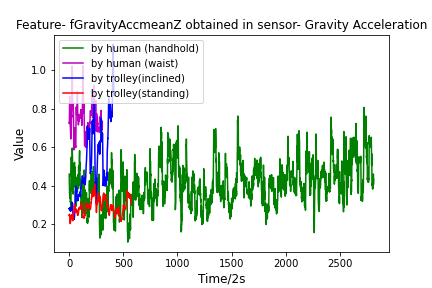 Feature- fGravityAccmeanZ obtained in sensor- Gravity Acceleration
by human (handhold)
by human (waist)
by trolley(inclined)
by trolley(standing)
Value
1.0
0.8
0.6
0.4
0.2
0 500 1000 1500 2000 2500
Time/2s